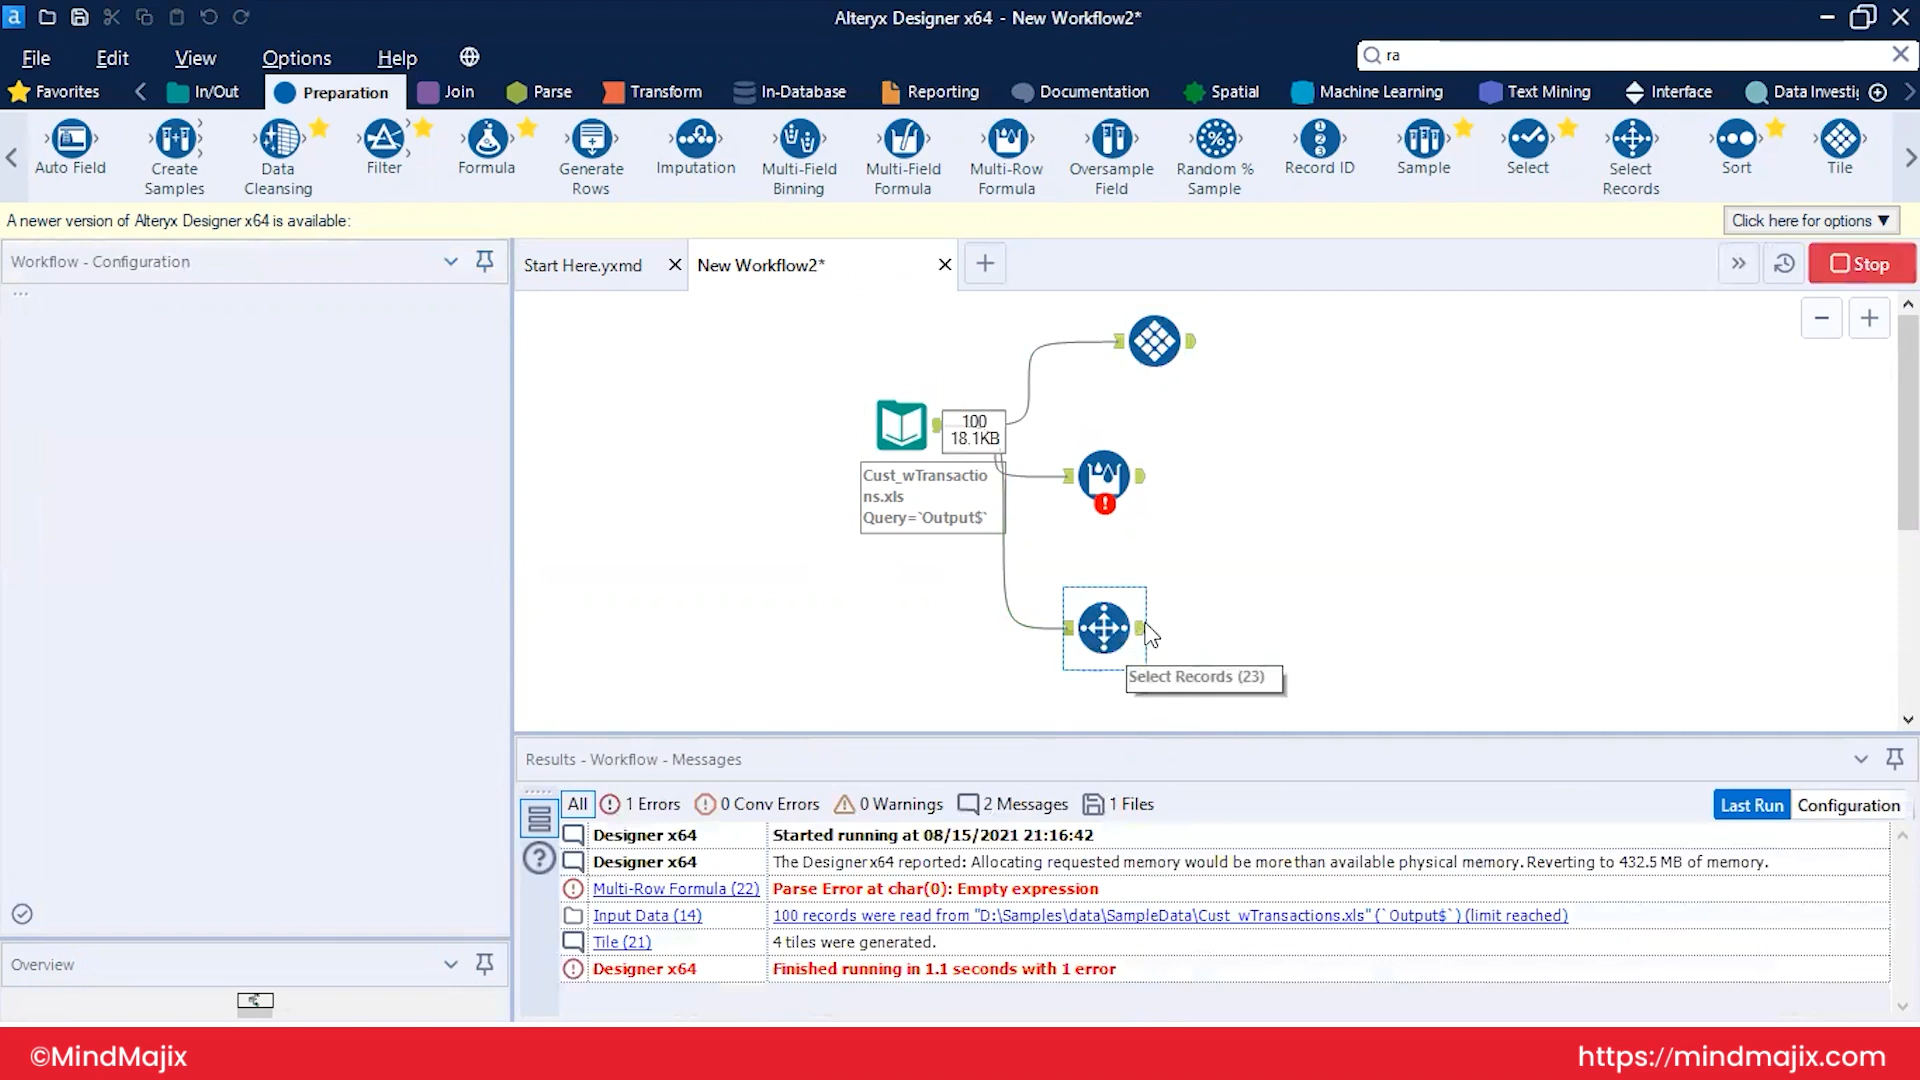 a
Alteryx Designer x64 - New Workflow2*
File Edit View Options Help
ra
Favorites In/Out Preparation Join Parse Transform In-Database Reporting Documentation Spatial Machine Learning Text Mining Interface Data Investi
Auto Field
Create Samples
Data Cleansing
Filter
Formula
Generate Rows
Imputation
Multi-Field Binning
Multi-Field Formula
Multi-Row Formula
Oversample Field
Random % Sample
Record ID
Sample
Select
Select Records
Sort
Tile
A newer version of Alteryx Designer x64 is available:
Click here for options ▼
Workflow - Configuration
Start Here.yxmd
New Workflow2*
Stop
100
18.1KB
Cust_wTransactio
ns.xls
Query=`Output$`
Select Records (23)
Results - Workflow - Messages
All 1 Errors 0 Conv Errors 0 Warnings 2 Messages 1 Files
Last Run Configuration
Designer x64 Started running at 08/15/2021 21:16:42
Designer x64 The Designer x64 reported: Allocating requested memory would be more than available physical memory. Reverting to 432.5 MB of memory.
Multi-Row Formula (22) Parse Error at char(0): Empty expression
Input Data (14) 100 records were read from "D:\Samples\data\SampleData\Cust_wTransactions.xls" (`Output$`) (limit reached)
Tile (21) 4 tiles were generated.
Designer x64 Finished running in 1.1 seconds with 1 error
Overview
©MindMajix
https://mindmajix.com